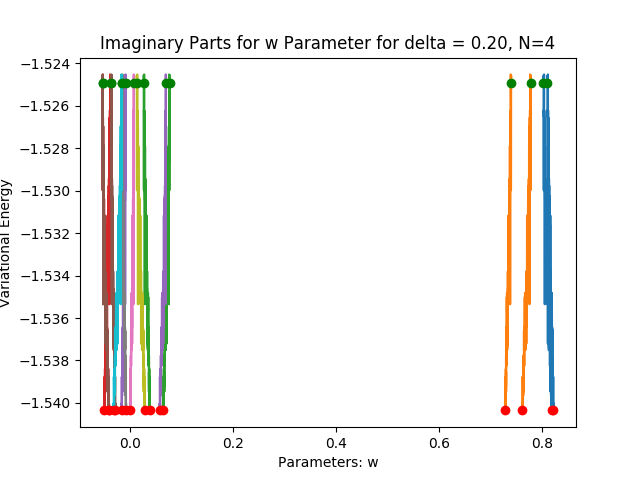 Imaginary Parts for w Parameter for delta = 0.20, N=4
Variational Energy
−1.524
−1.526
−1.528
−1.530
−1.532
−1.534
−1.536
−1.538
−1.540
0.0 0.2 0.4 0.6 0.8
Parameters: w